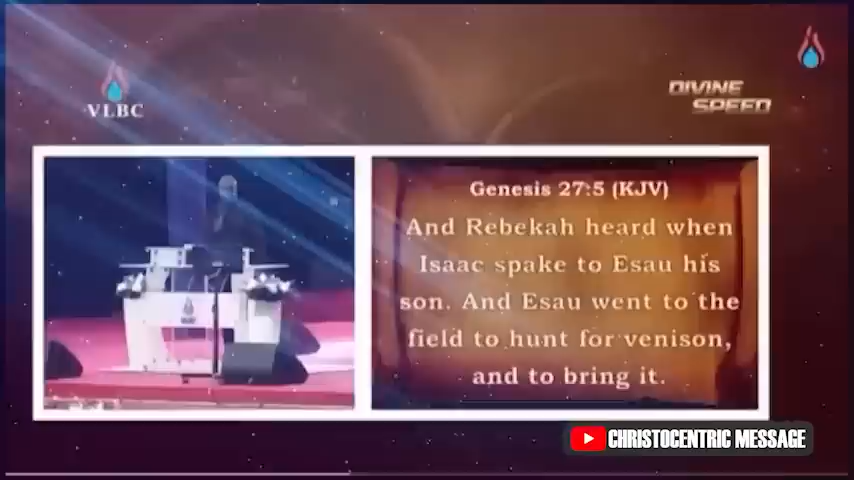 VLBC
DIVINE
SPEED
Genesis 27:5 (KJV)
And Rebekah heard when
Isaac spake to Esau his
son. And Esau went to the
field to hunt for venison,
and to bring it.
CHRISTOCENTRIC MESSAGE